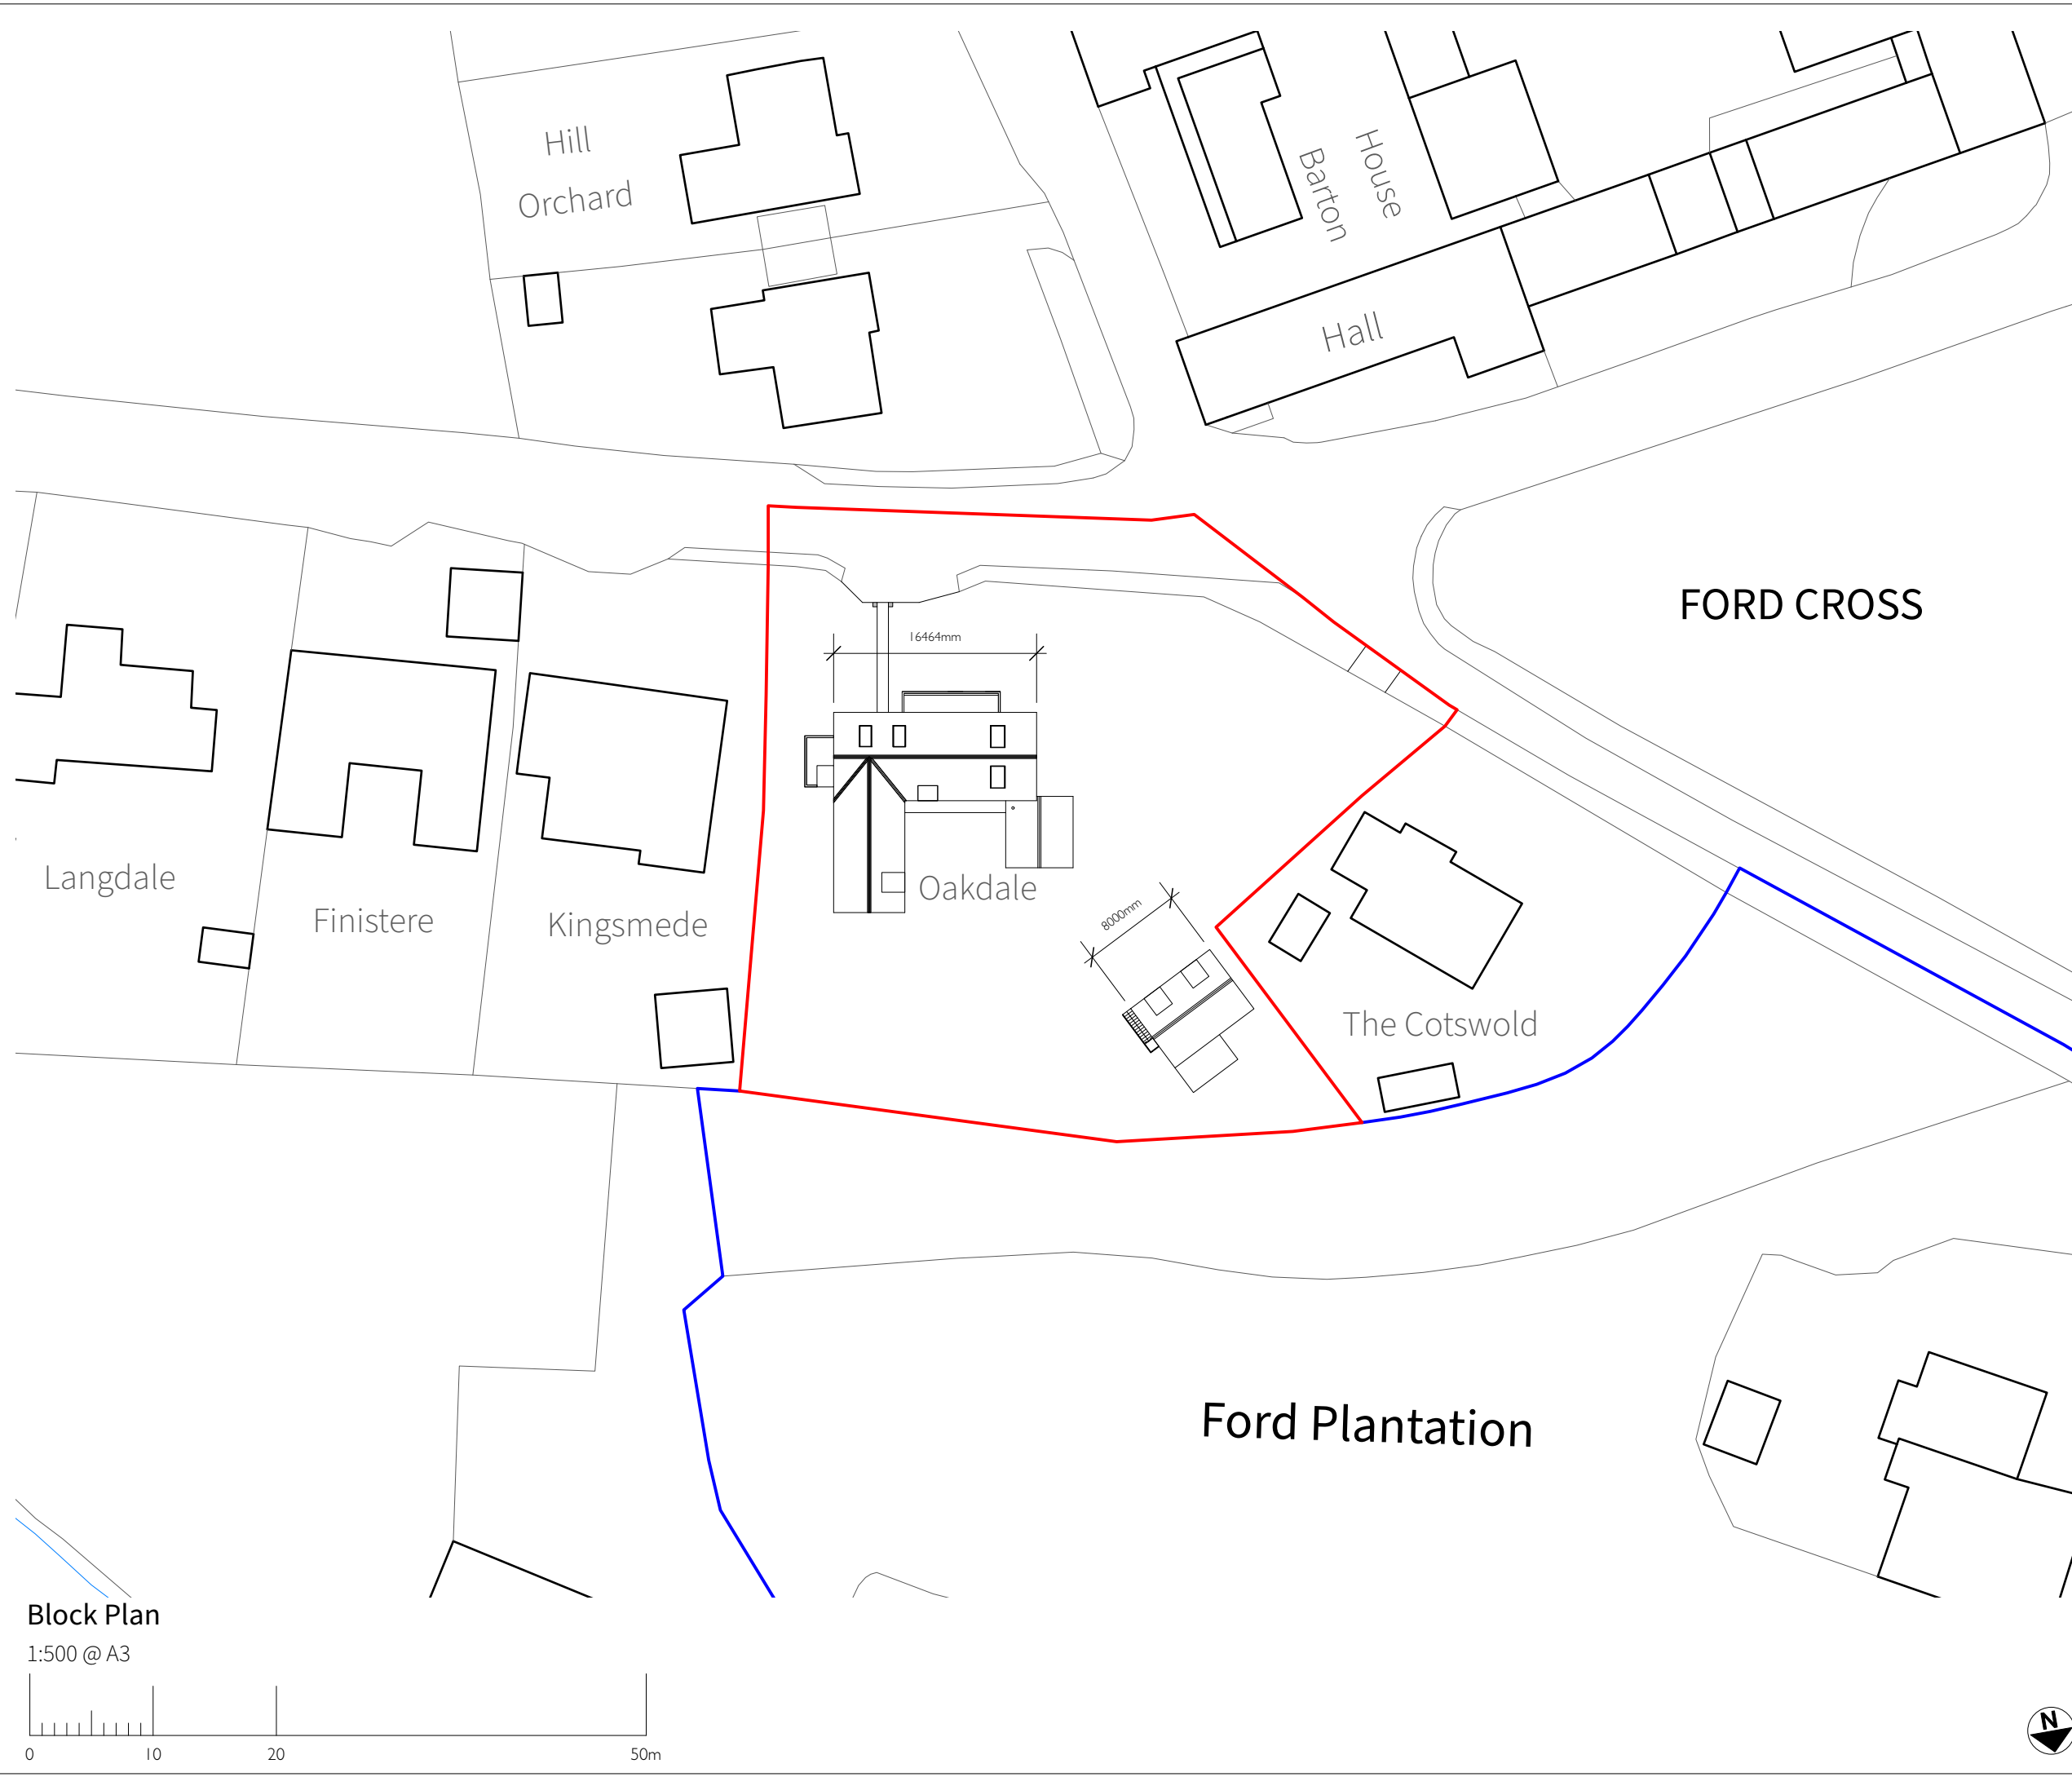 Hill
Orchard
House
Barton
Hall
FORD CROSS
16464mm
Langdale
Finistere
Kingsmede
Oakdale
8000mm
The Cotswold
Ford Plantation
Block Plan
1:500 @ A3
0 10 20 50m
N